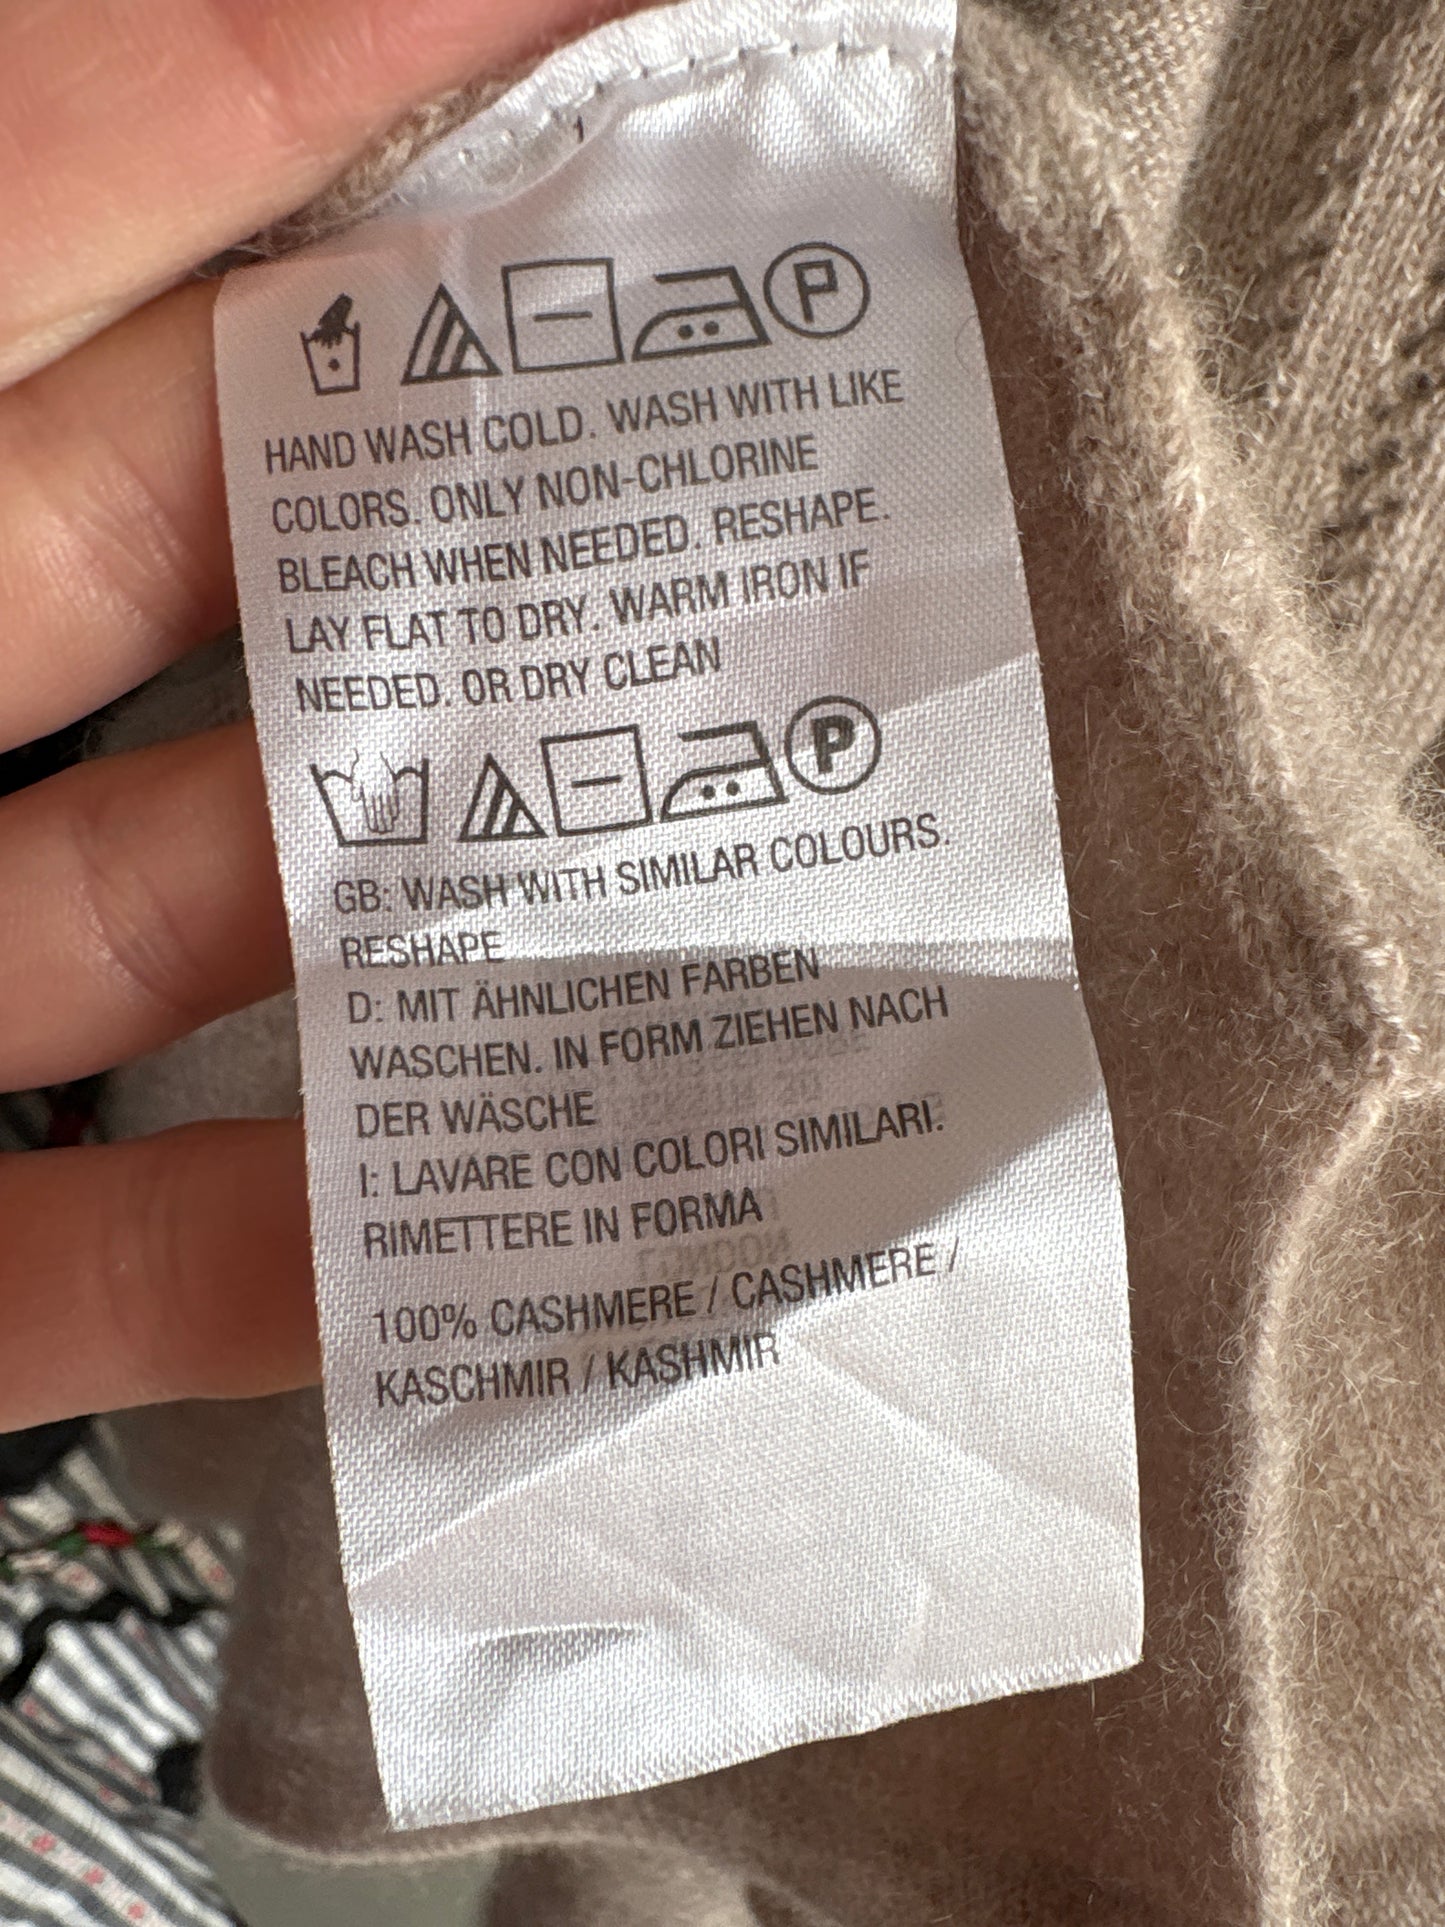 P
HAND WASH COLD. WASH WITH LIKE
COLORS. ONLY NON-CHLORINE
BLEACH WHEN NEEDED. RESHAPE.
LAY FLAT TO DRY. WARM IRON IF
NEEDED. OR DRY CLEAN
P
GB: WASH WITH SIMILAR COLOURS.
RESHAPE
D: MIT ÄHNLICHEN FARBEN
WASCHEN. IN FORM ZIEHEN NACH
DER WÄSCHE
I: LAVARE CON COLORI SIMILARI.
RIMETTERE IN FORMA
100% CASHMERE / CASHMERE /
KASCHMIR / KASHMIR